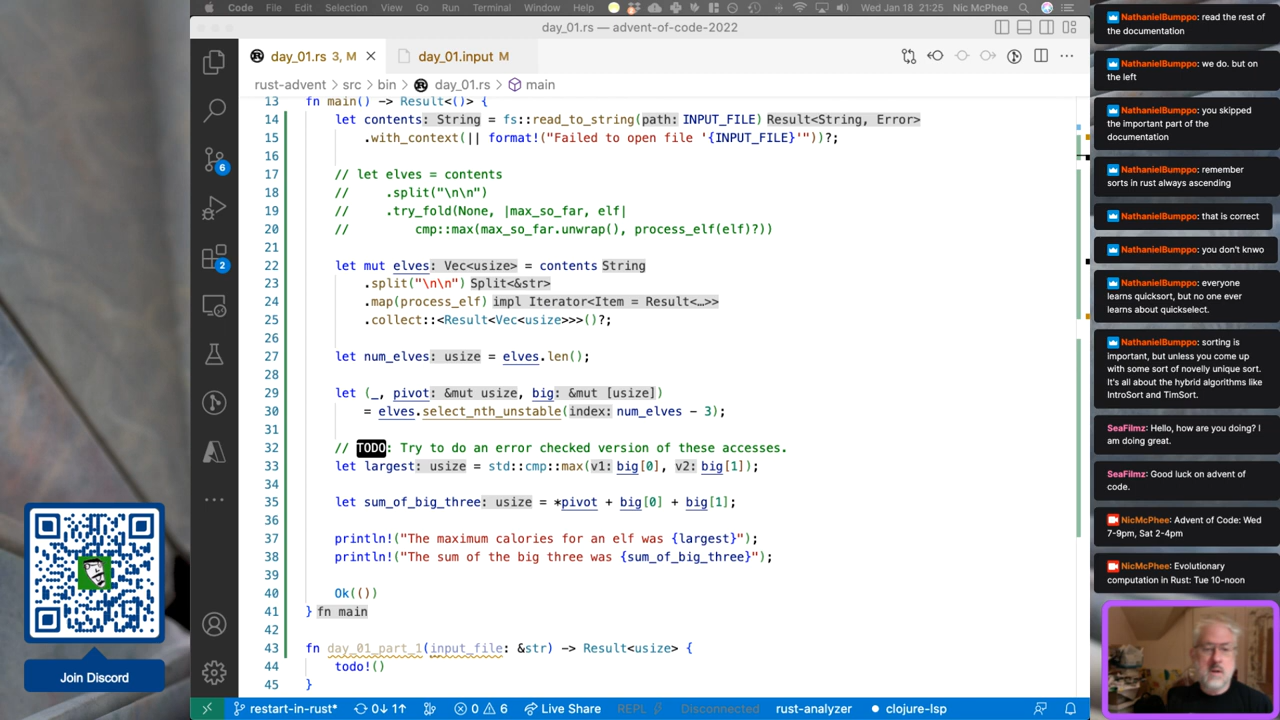 Code File Edit Selection View Go Run Terminal Window Help Wed Jan 18 21:25 Nic McPhee
day_01.rs — advent-of-code-2022
day_01.rs 3, M day_01.input M
rust-advent > src > bin > day_01.rs > main
13 fn main() -> Result<()> {
14 let contents: String = fs::read_to_string(path: INPUT_FILE) Result<String, Error>
15 .with_context(|| format!("Failed to open file '{INPUT_FILE}'"))?;
16
17 // let elves = contents
18 // .split("\n\n")
19 // .try_fold(None, |max_so_far, elf|
20 // cmp::max(max_so_far.unwrap(), process_elf(elf)?))
21
22 let mut elves: Vec<usize> = contents String
23 .split("\n\n") Split<&str>
24 .map(process_elf) impl Iterator<Item = Result<…>>
25 .collect::<Result<Vec<usize>>>()?;
26
27 let num_elves: usize = elves.len();
28
29 let (_, pivot: &mut usize, big: &mut [usize])
30 = elves.select_nth_unstable(index: num_elves - 3);
31
32 // TODO: Try to do an error checked version of these accesses.
33 let largest: usize = std::cmp::max(v1: big[0], v2: big[1]);
34
35 let sum_of_big_three: usize = *pivot + big[0] + big[1];
36
37 println!("The maximum calories for an elf was {largest}");
38 println!("The sum of the big three was {sum_of_big_three}");
39
40 Ok(())
41 } fn main
42
43 fn day_01_part_1(input_file: &str) -> Result<usize> {
44 todo!()
45 }
6
2
Join Discord
restart-in-rust* 0↓ 1↑ 0 6 Live Share REPL Disconnected rust-analyzer clojure-lsp
NathanielBumppo: read the rest of
the documentation
NathanielBumppo: we do. but on
the left
NathanielBumppo: you skipped
the important part of the
documentation
NathanielBumppo: remember
sorts in rust always ascending
NathanielBumppo: that is correct
NathanielBumppo: you don't knwo
NathanielBumppo: everyone
learns quicksort, but no one ever
learns about quickselect.
NathanielBumppo: sorting is
important, but unless you come up
with some sort of novelly unique sort.
It's all about the hybrid algorithms like
IntroSort and TimSort.
SeaFilmz: Hello, how are you doing? I
am doing great.
SeaFilmz: Good luck on advent of
code.
NicMcPhee: Advent of Code: Wed
7-9pm, Sat 2-4pm
NicMcPhee: Evolutionary
computation in Rust: Tue 10-noon